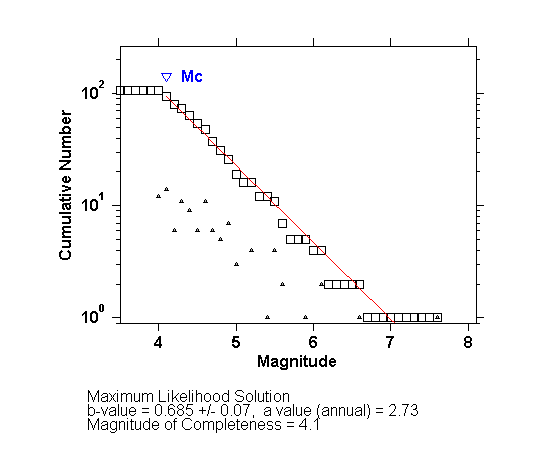 Mc
10²
10¹
10⁰
Cumulative Number
4 5 6 7 8
Magnitude
Maximum Likelihood Solution
b-value = 0.685 +/- 0.07, a value (annual) = 2.73
Magnitude of Completeness = 4.1